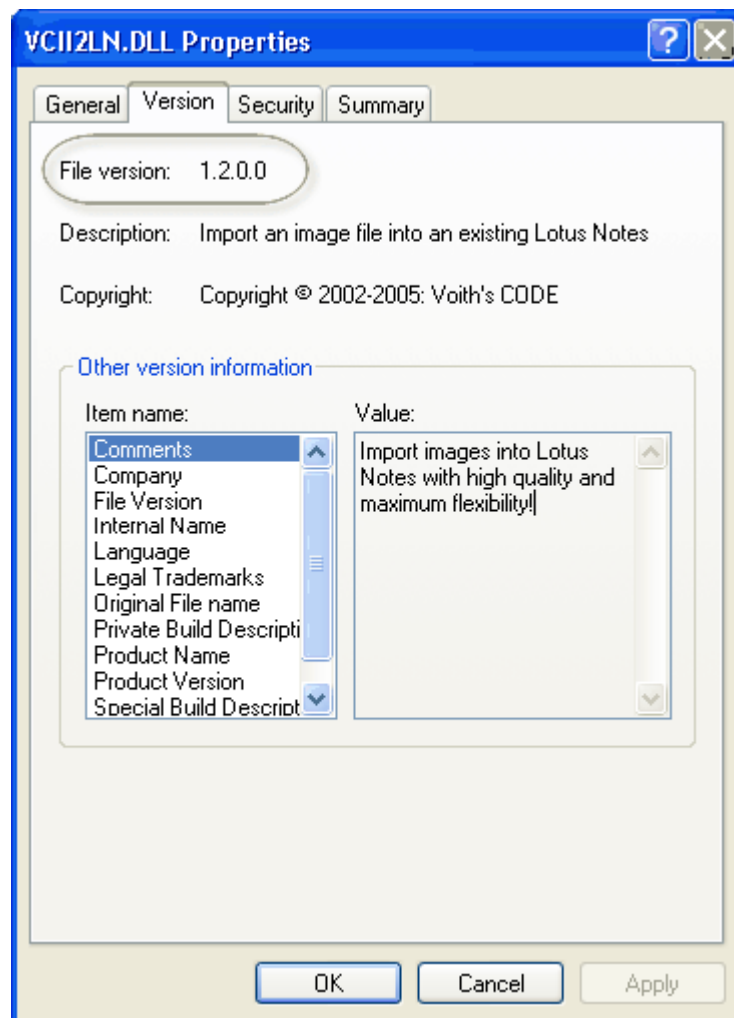 VCII2LN.DLL Properties
General Version Security Summary
File version: 1.2.0.0
Description: Import an image file into an existing Lotus Notes
Copyright: Copyright © 2002-2005: Voith's CODE
Other version information
Item name:
Comments
Company
File Version
Internal Name
Language
Legal Trademarks
Original File name
Private Build Descripti
Product Name
Product Version
Special Build Descript
Value:
Import images into Lotus
Notes with high quality and
maximum flexibility!
OK Cancel Apply